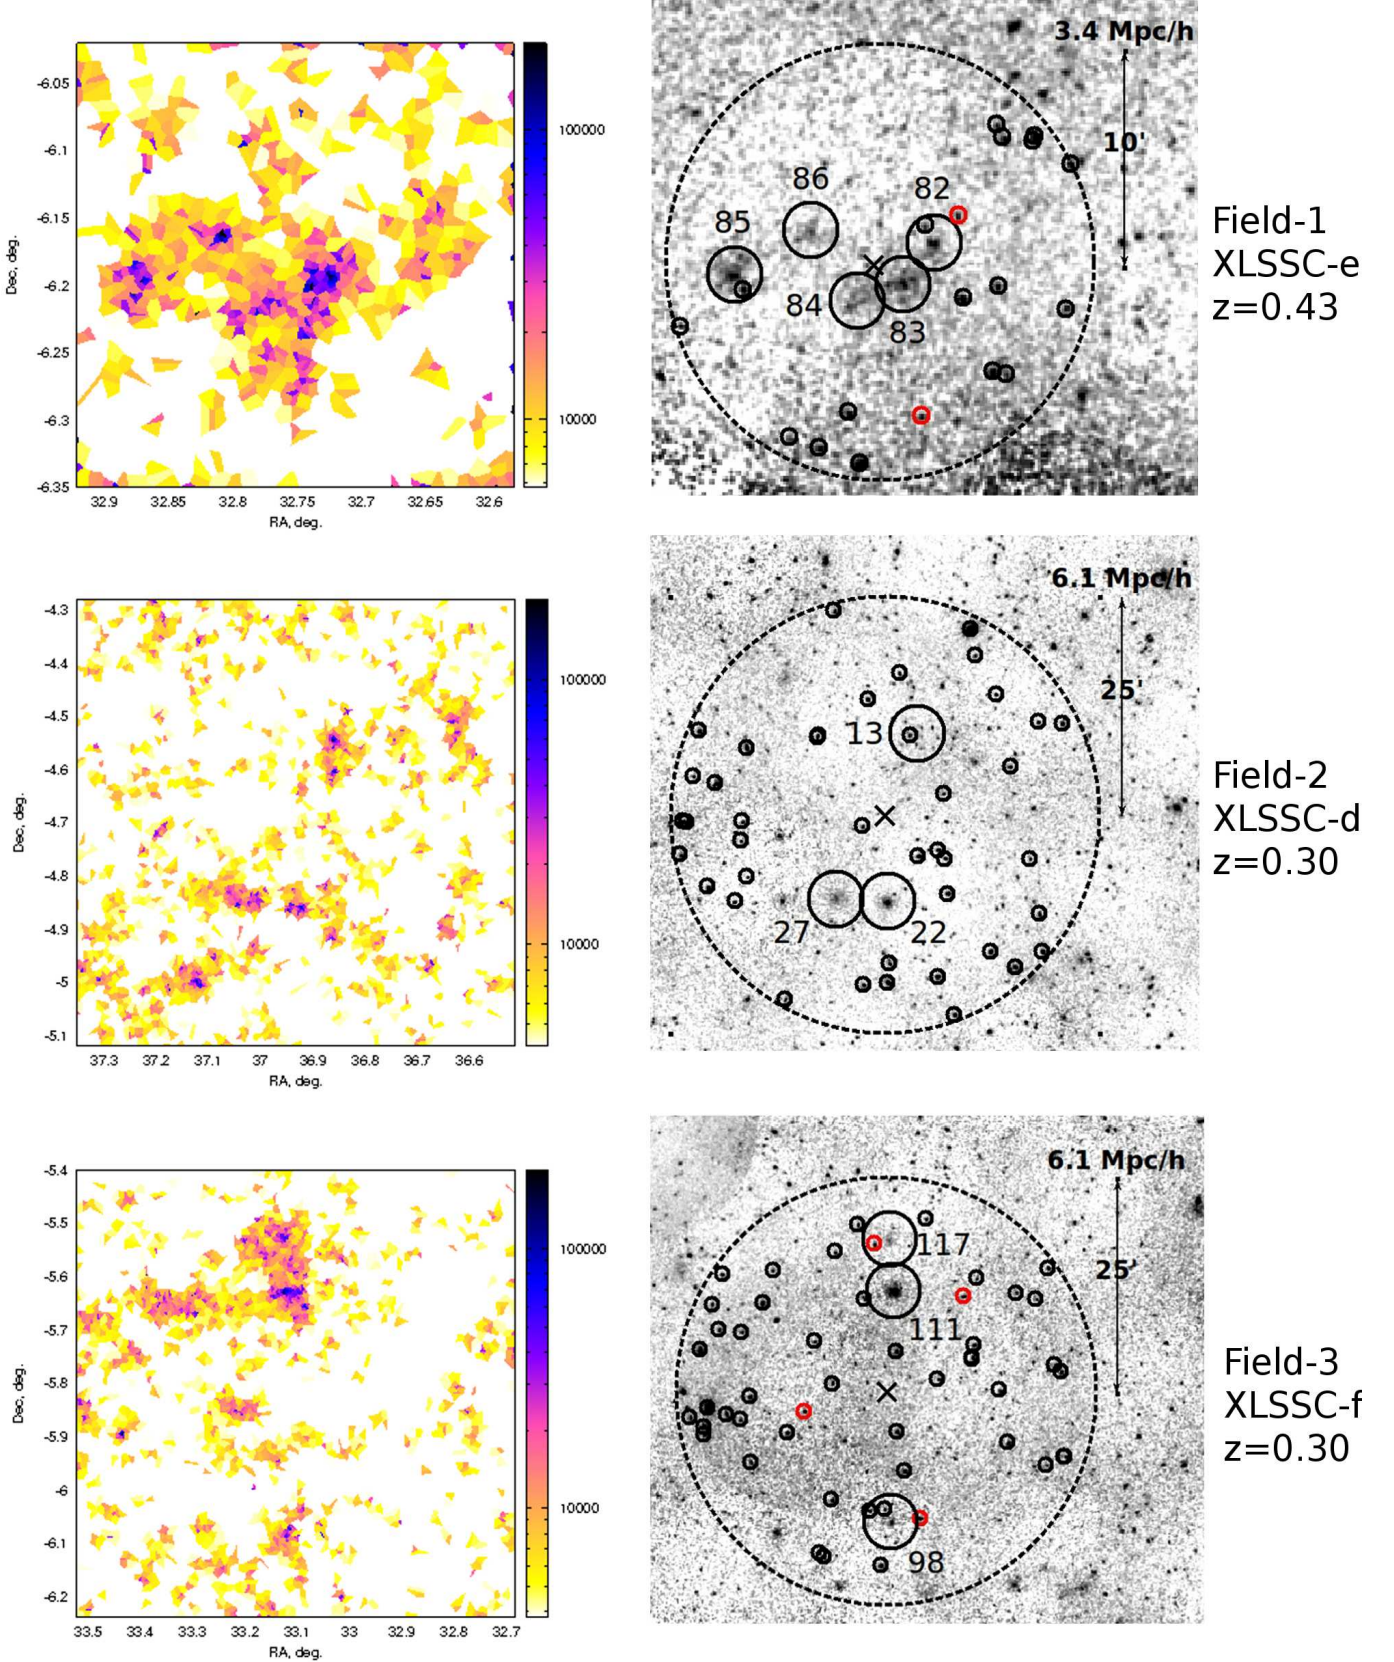 -6.05
-6.1
-6.15
-6.2
-6.25
-6.3
-6.35
Dec, deg.
32.9 32.85 32.8 32.75 32.7 32.65 32.6
RA, deg.
100000
10000
3.4 Mpc/h
10'
86
82
85
84
83
Field-1
XLSSC-e
z=0.43
-4.3
-4.4
-4.5
-4.6
-4.7
-4.8
-4.9
-5
-5.1
Dec, deg.
37.3 37.2 37.1 37 36.9 36.8 36.7 36.6
RA, deg.
100000
10000
6.1 Mpc/h
25'
13
27
22
Field-2
XLSSC-d
z=0.30
-5.4
-5.5
-5.6
-5.7
-5.8
-5.9
-6
-6.1
-6.2
Dec, deg.
33.5 33.4 33.3 33.2 33.1 33 32.9 32.8 32.7
RA, deg.
100000
10000
6.1 Mpc/h
25'
117
111
98
Field-3
XLSSC-f
z=0.30